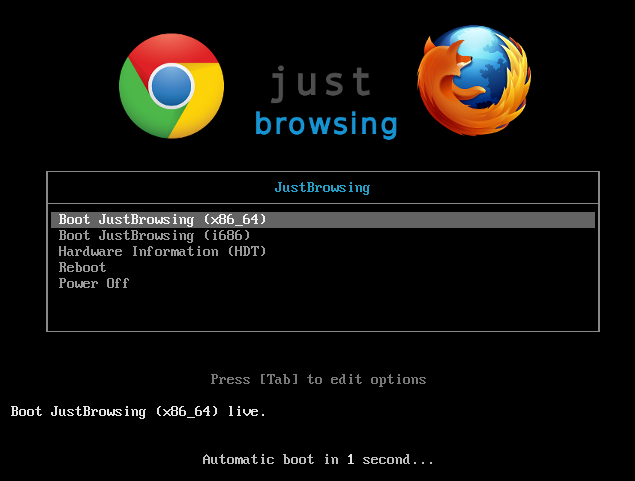 just
browsing
JustBrowsing
Boot JustBrowsing (x86_64)
Boot JustBrowsing (i686)
Hardware Information (HDT)
Reboot
Power Off
Press [Tab] to edit options
Boot JustBrowsing (x86_64) live.
Automatic boot in 1 second...